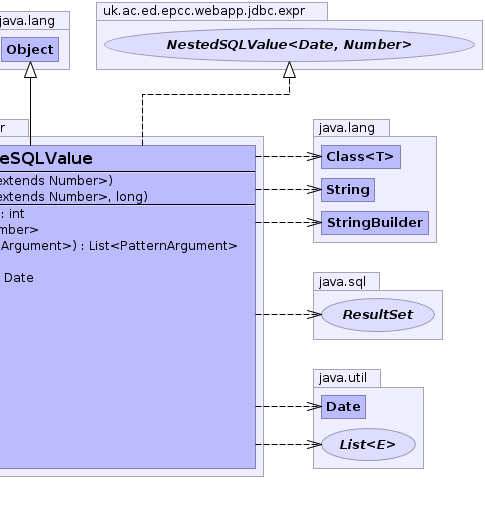 java.lang
Object
uk.ac.ed.epcc.webapp.jdbc.expr
NestedSQLValue<Date, Number>
r
eSQLValue
extends Number>)
extends Number>, long)
: int
mber>
Argument>) : List<PatternArgument>
Date
java.lang
Class<T>
String
StringBuilder
java.sql
ResultSet
java.util
Date
List<E>